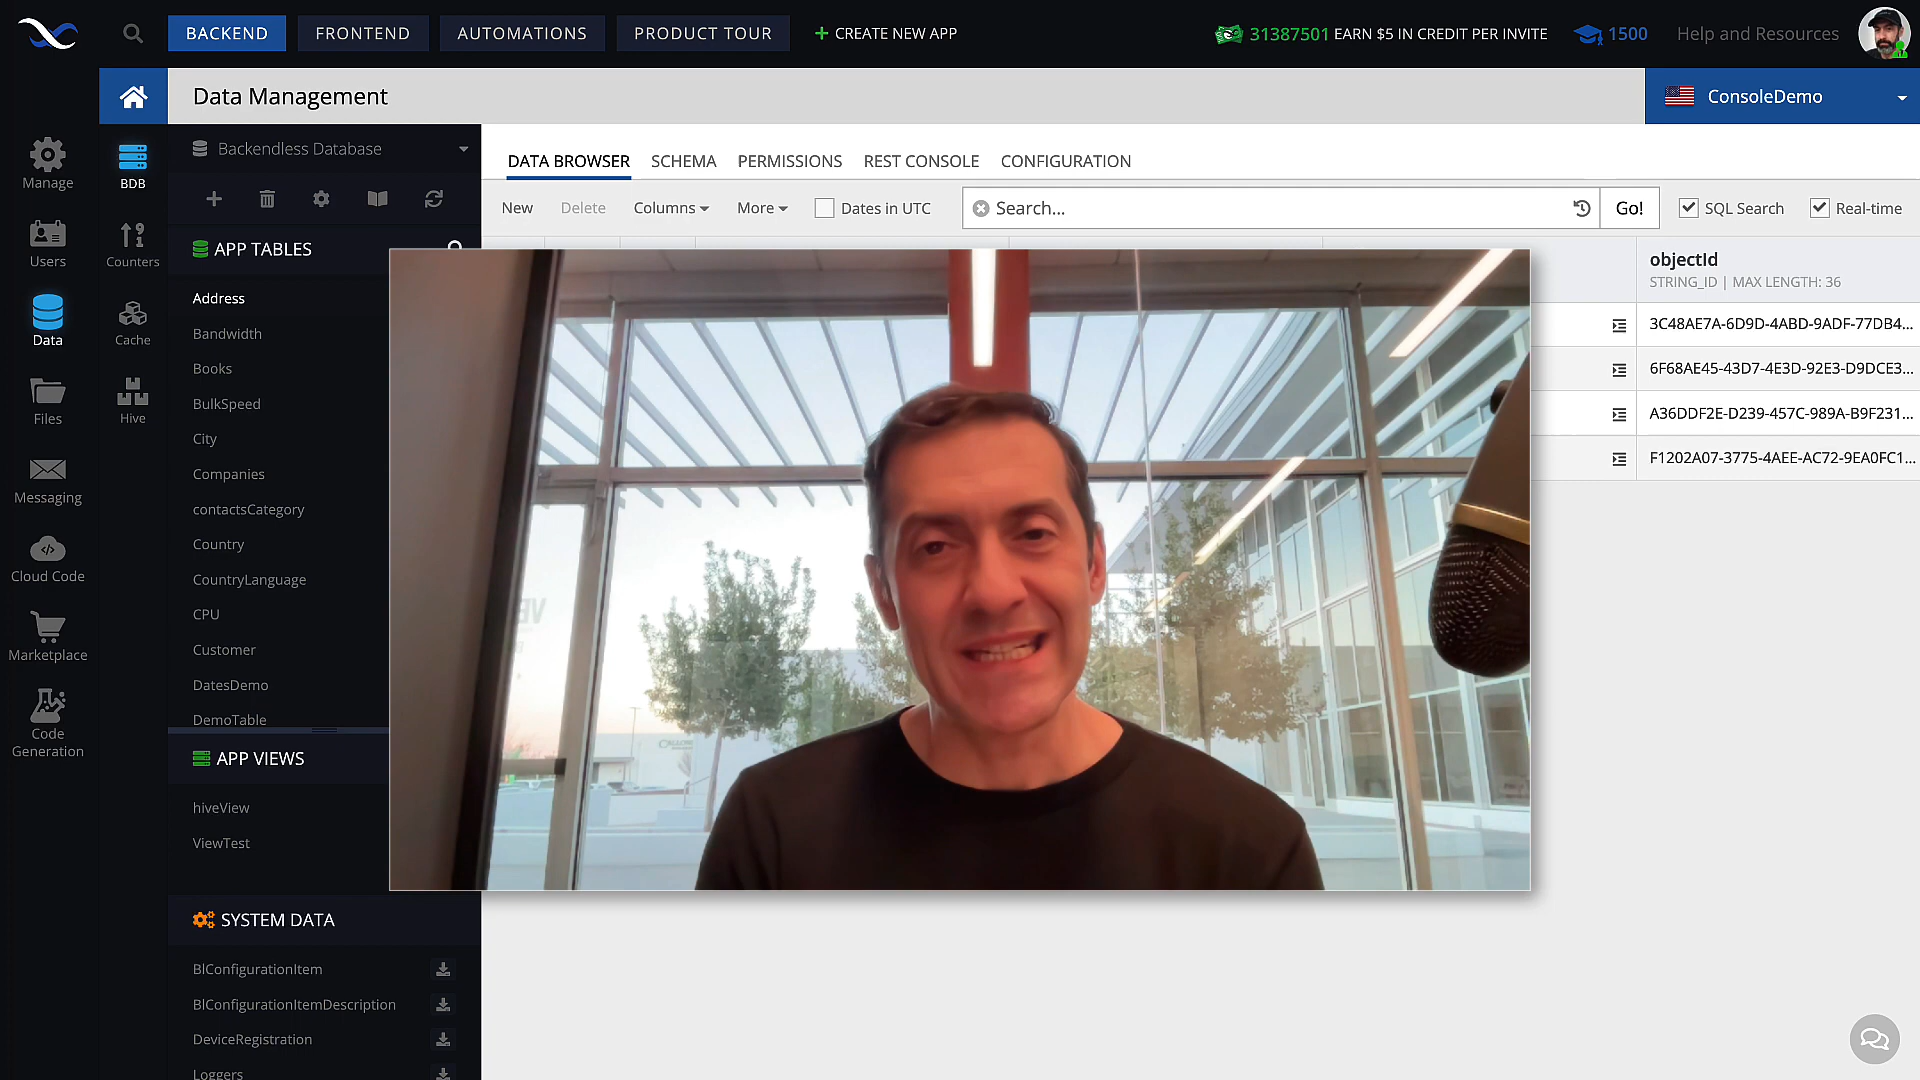 BACKEND
FRONTEND
AUTOMATIONS
PRODUCT TOUR
+ CREATE NEW APP
31387501 EARN $5 IN CREDIT PER INVITE
1500
Help and Resources
Data Management
ConsoleDemo
Manage
Users
Data
Files
Messaging
Cloud Code
Marketplace
Code
Generation
BDB
Counters
Cache
Hive
Backendless Database
APP TABLES
Address
Bandwidth
Books
BulkSpeed
City
Companies
contactsCategory
Country
CountryLanguage
CPU
Customer
DatesDemo
DemoTable
APP VIEWS
hiveView
ViewTest
SYSTEM DATA
BlConfigurationItem
BlConfigurationItemDescription
DeviceRegistration
Loggers
DATA BROWSER
SCHEMA
PERMISSIONS
REST CONSOLE
CONFIGURATION
New
Delete
Columns
More
Dates in UTC
Search...
Go!
SQL Search
Real-time
objectId
STRING_ID | MAX LENGTH: 36
3C48AE7A-6D9D-4ABD-9ADF-77DB4...
6F68AE45-43D7-4E3D-92E3-D9DCE3...
A36DDF2E-D239-457C-989A-B9F231...
F1202A07-3775-4AEE-AC72-9EA0FC1...